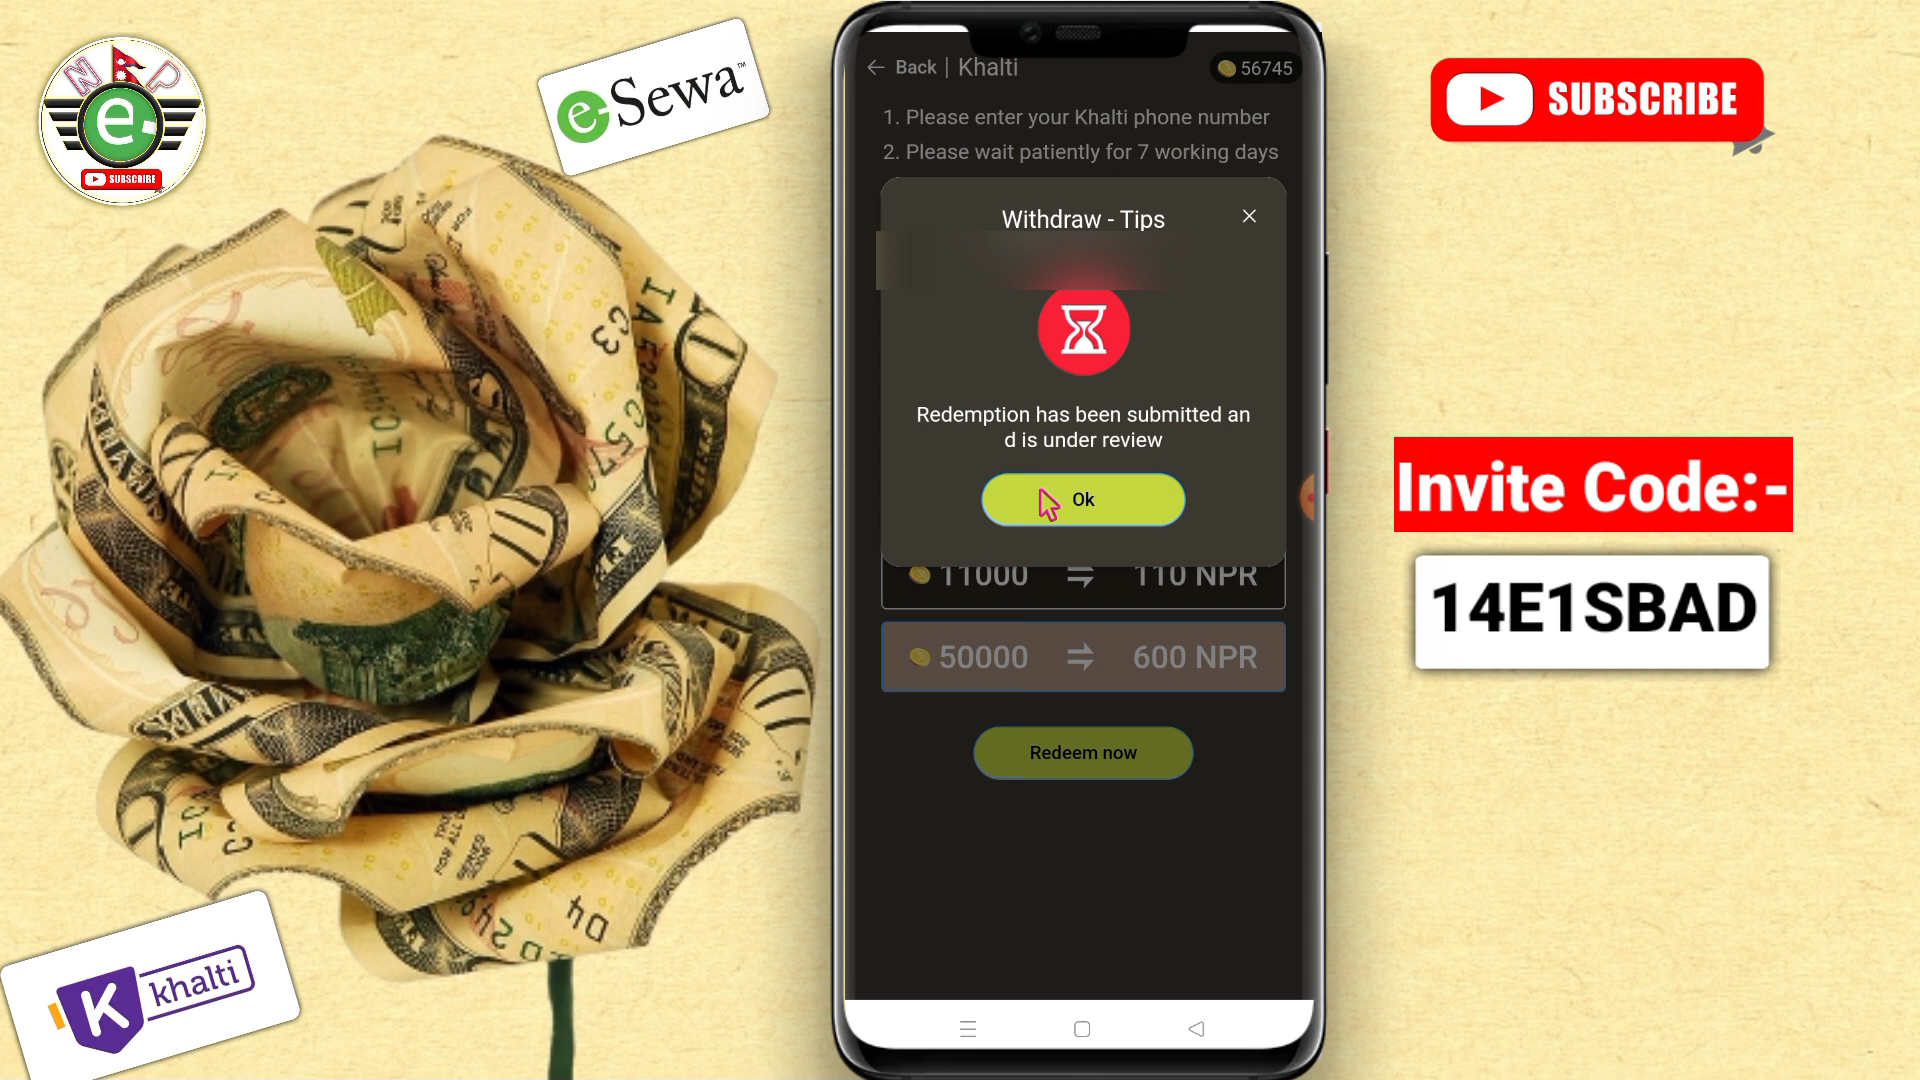 N P
e
SUBSCRIBE
e-Sewa™
← Back | Khalti
56745
1. Please enter your Khalti phone number
2. Please wait patiently for 7 working days
Withdraw - Tips
Redemption has been submitted an
d is under review
Ok
11000 110 NPR
50000 600 NPR
Redeem now
SUBSCRIBE
Invite Code:-
14E1SBAD
K khalti